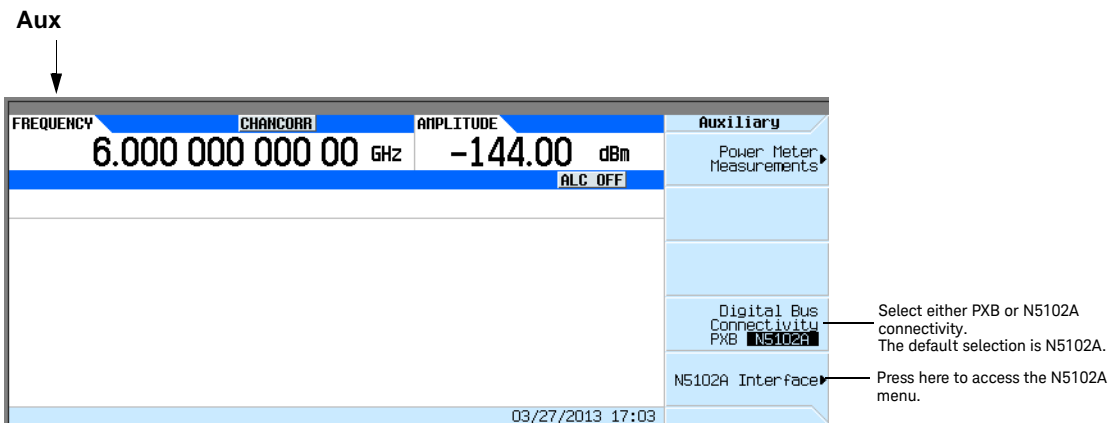 Aux
FREQUENCY CHANCORR AMPLITUDE Auxiliary
6.000 000 000 00 GHz -144.00 dBm
Power Meter
Measurements
ALC OFF
Digital Bus
Connectivity
PXB N5102A
Select either PXB or N5102A
connectivity.
The default selection is N5102A.
N5102A Interface
Press here to access the N5102A
menu.
03/27/2013 17:03